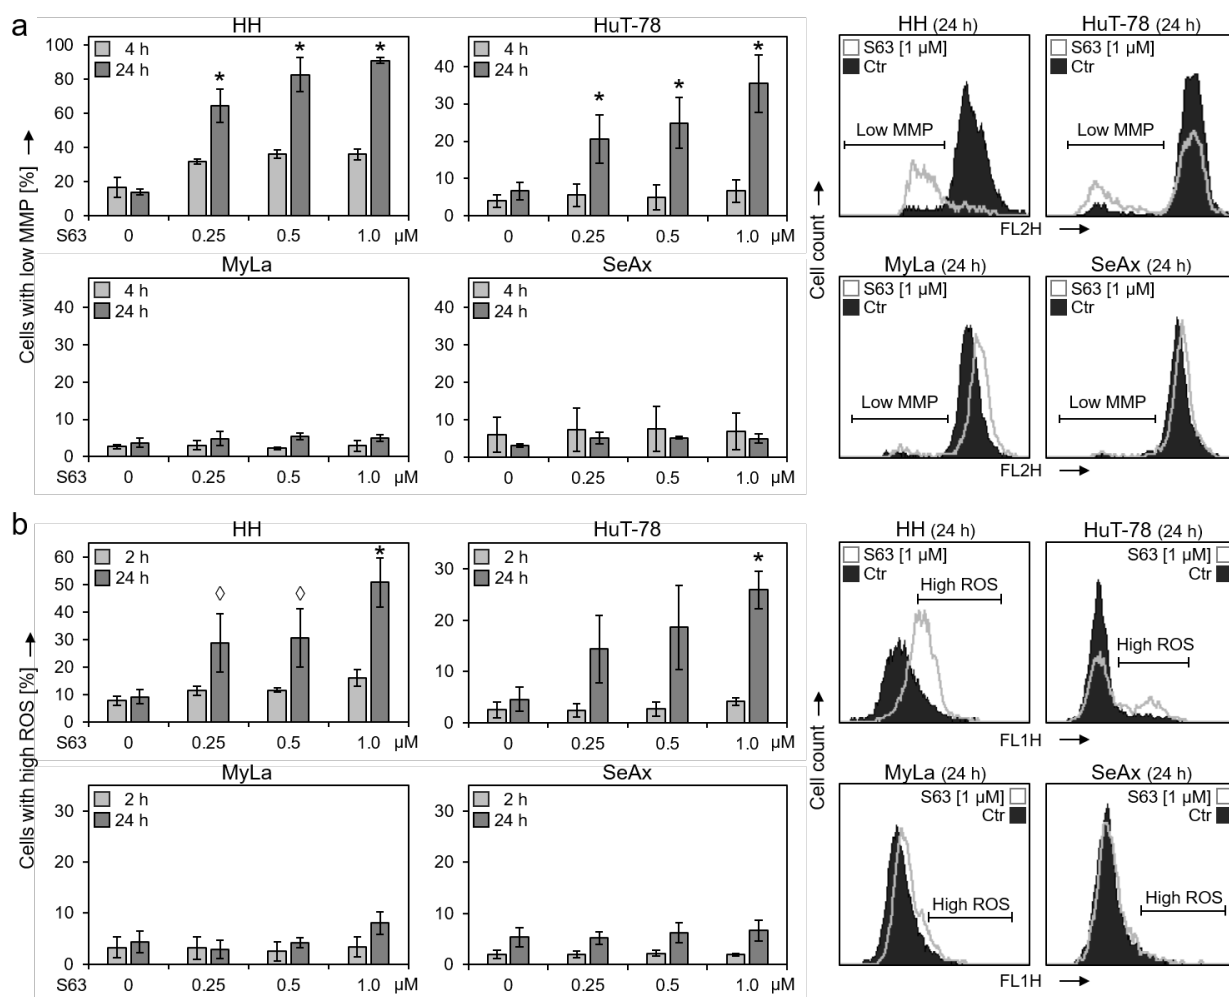 a
HH
HuT-78
HH (24 h)
HuT-78 (24 h)
Cells with low MMP [%]
100
80
60
40
20
0
4 h
24 h
* * *
40
30
20
10
0
4 h
24 h
* * *
S63 0 0.25 0.5 1.0 µM
0 0.25 0.5 1.0 µM
Cell count
S63 [1 µM]
Ctr
Low MMP
FL2H
S63 [1 µM]
Ctr
Low MMP
FL2H
MyLa
SeAx
MyLa (24 h)
SeAx (24 h)
40
30
20
10
0
4 h
24 h
40
30
20
10
0
4 h
24 h
S63 0 0.25 0.5 1.0 µM
0 0.25 0.5 1.0 µM
S63 [1 µM]
Ctr
Low MMP
FL2H
S63 [1 µM]
Ctr
Low MMP
FL2H
b
HH
HuT-78
HH (24 h)
HuT-78 (24 h)
Cells with high ROS [%]
60
50
40
30
20
10
0
2 h
24 h
◊ ◊ *
30
20
10
0
2 h
24 h
*
S63 0 0.25 0.5 1.0 µM
0 0.25 0.5 1.0 µM
Cell count
S63 [1 µM]
Ctr
High ROS
FL1H
S63 [1 µM]
Ctr
High ROS
FL1H
MyLa
SeAx
MyLa (24 h)
SeAx (24 h)
30
20
10
0
2 h
24 h
30
20
10
0
2 h
24 h
S63 0 0.25 0.5 1.0 µM
0 0.25 0.5 1.0 µM
S63 [1 µM]
Ctr
High ROS
FL1H
S63 [1 µM]
Ctr
High ROS
FL1H